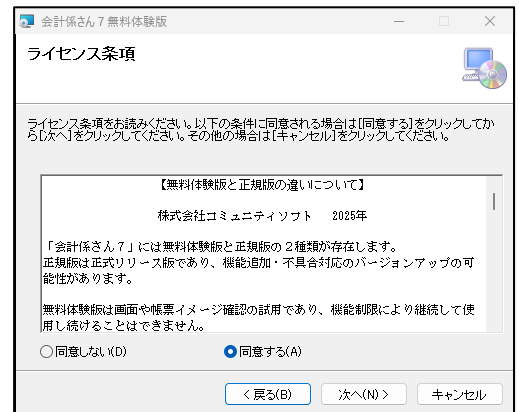 会計係さん7 無料体験版
ライセンス条項
ライセンス条項をお読みください。以下の条件に同意される場合は[同意する]をクリックしてか
ら[次へ]をクリックしてください。その他の場合は[キャンセル]をクリックしてください。
【無料体験版と正規版の違いについて】
株式会社コミュニティソフト 2025年
「会計係さん7」には無料体験版と正規版の2種類が存在します。
正規版は正式リリース版であり、機能追加・不具合対応のバージョンアップの可
能性があります。
無料体験版は画面や帳票イメージ確認の試用であり、機能制限により継続して使
用し続けることはできません。
同意しない(D) 同意する(A)
< 戻る(B) 次へ(N) > キャンセル